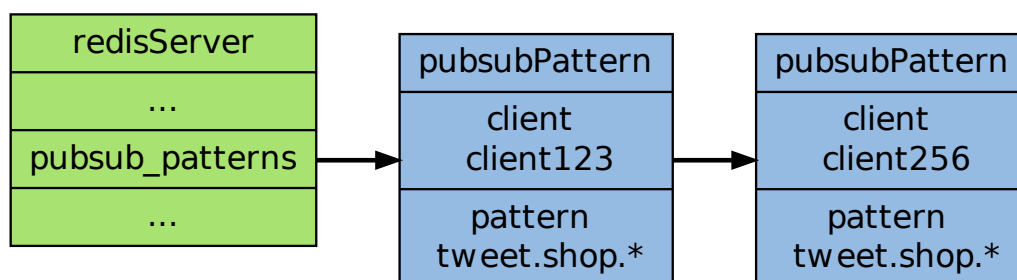 redisServer
...
pubsub_patterns
...
pubsubPattern
client
client123
pattern
tweet.shop.*
pubsubPattern
client
client256
pattern
tweet.shop.*